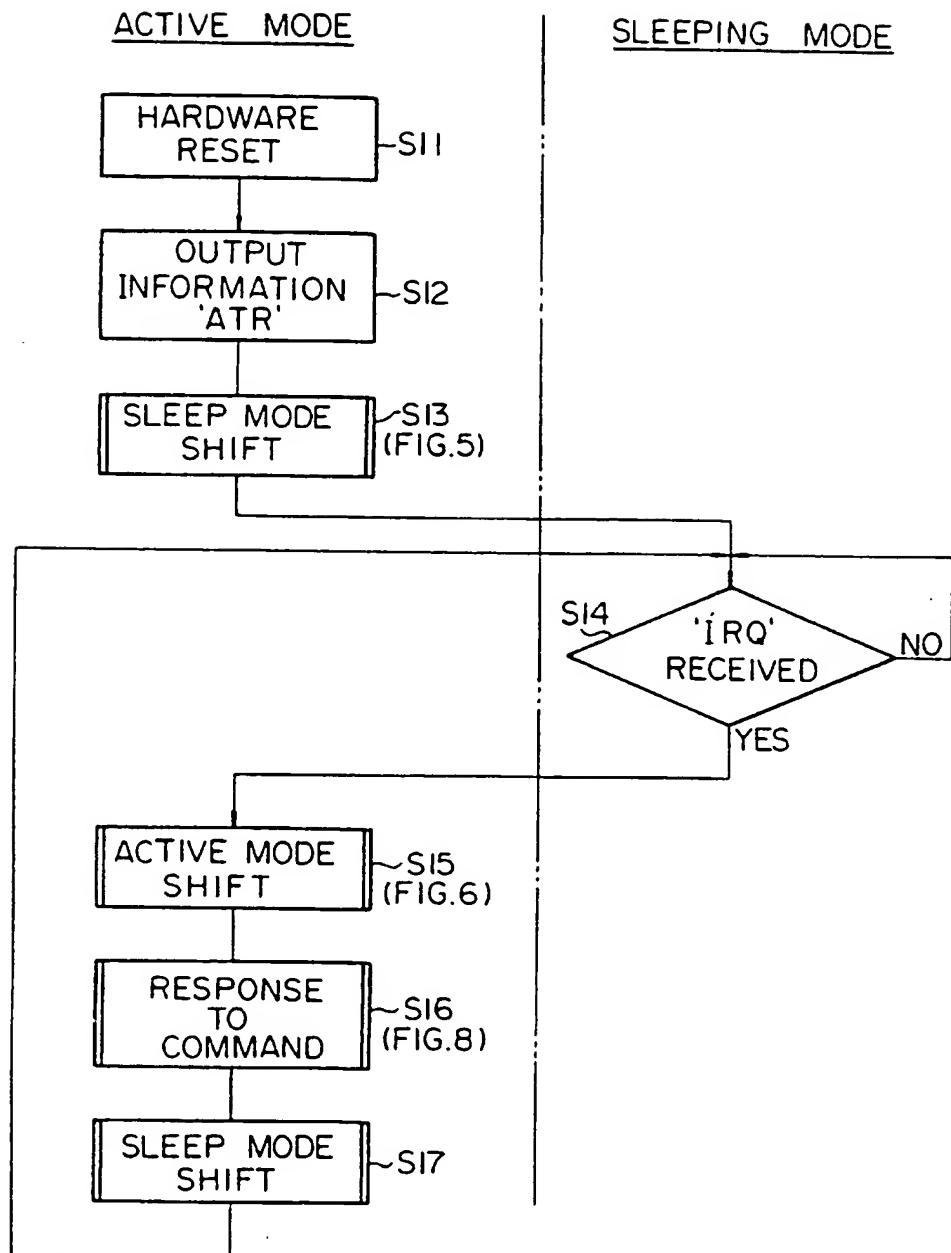 ACTIVE MODE
SLEEPING MODE
HARDWARE
RESET
S11
OUTPUT
INFORMATION
'ATR'
S12
SLEEP MODE
SHIFT
S13
(FIG.5)
S14
'IRQ'
RECEIVED
NO
YES
ACTIVE MODE
SHIFT
S15
(FIG.6)
RESPONSE
TO
COMMAND
S16
(FIG.8)
SLEEP MODE
SHIFT
S17